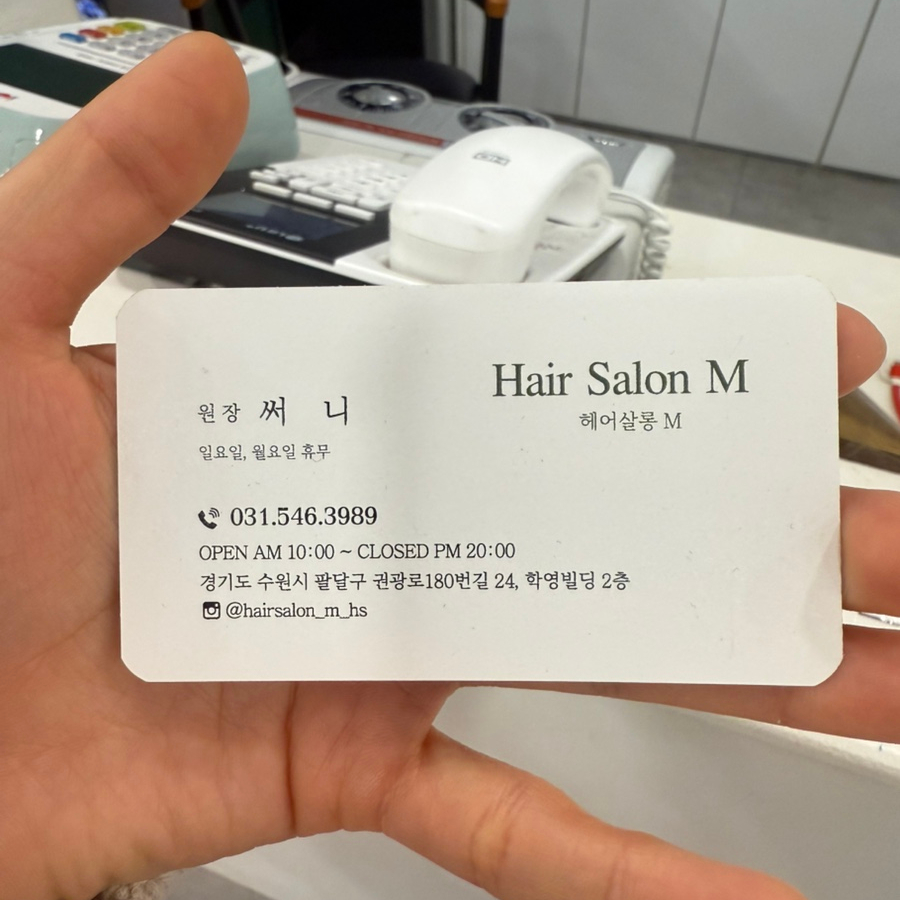 Hair Salon M
헤어살롱 M
원장 써 니
일요일, 월요일 휴무
031.546.3989
OPEN AM 10:00 ~ CLOSED PM 20:00
경기도 수원시 팔달구 권광로180번길 24, 학영빌딩 2층
@hairsalon_m_hs